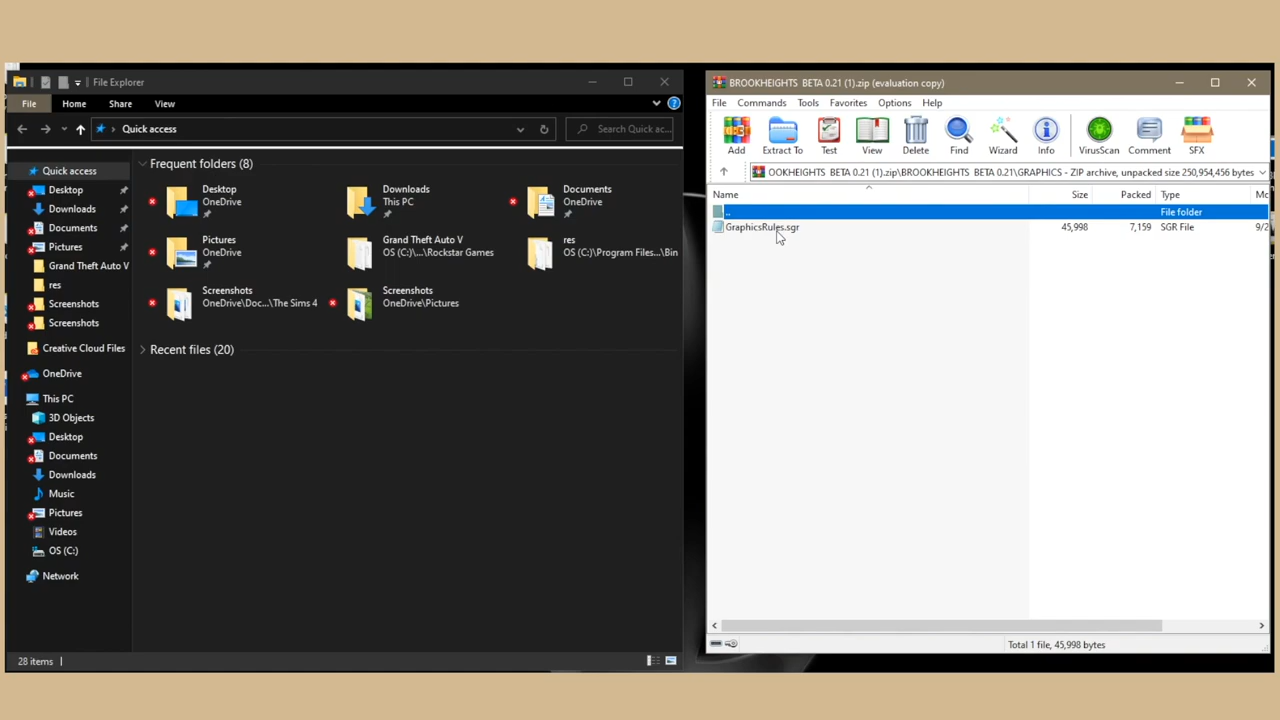 File Explorer
File Home Share View
Quick access
Search Quick ac...
Quick access
Desktop
Downloads
Documents
Pictures
Grand Theft Auto V
res
Screenshots
Screenshots
Creative Cloud Files
OneDrive
This PC
3D Objects
Desktop
Documents
Downloads
Music
Pictures
Videos
OS (C:)
Network
Frequent folders (8)
Desktop
OneDrive
Downloads
This PC
Documents
OneDrive
Pictures
OneDrive
Grand Theft Auto V
OS (C:)\...\Rockstar Games
res
OS (C:)\Program Files...\Bin
Screenshots
OneDrive\Doc...\The Sims 4
Screenshots
OneDrive\Pictures
Recent files (20)
28 items
BROOKHEIGHTS BETA 0.21 (1).zip (evaluation copy)
File Commands Tools Favorites Options Help
Add Extract To Test View Delete Find Wizard Info VirusScan Comment SFX
OOKHEIGHTS BETA 0.21 (1).zip\BROOKHEIGHTS BETA 0.21\GRAPHICS - ZIP archive, unpacked size 250,954,456 bytes
Name Size Packed Type Mo
.. File folder
GraphicsRules.sgr 45,998 7,159 SGR File 9/2
Total 1 file, 45,998 bytes